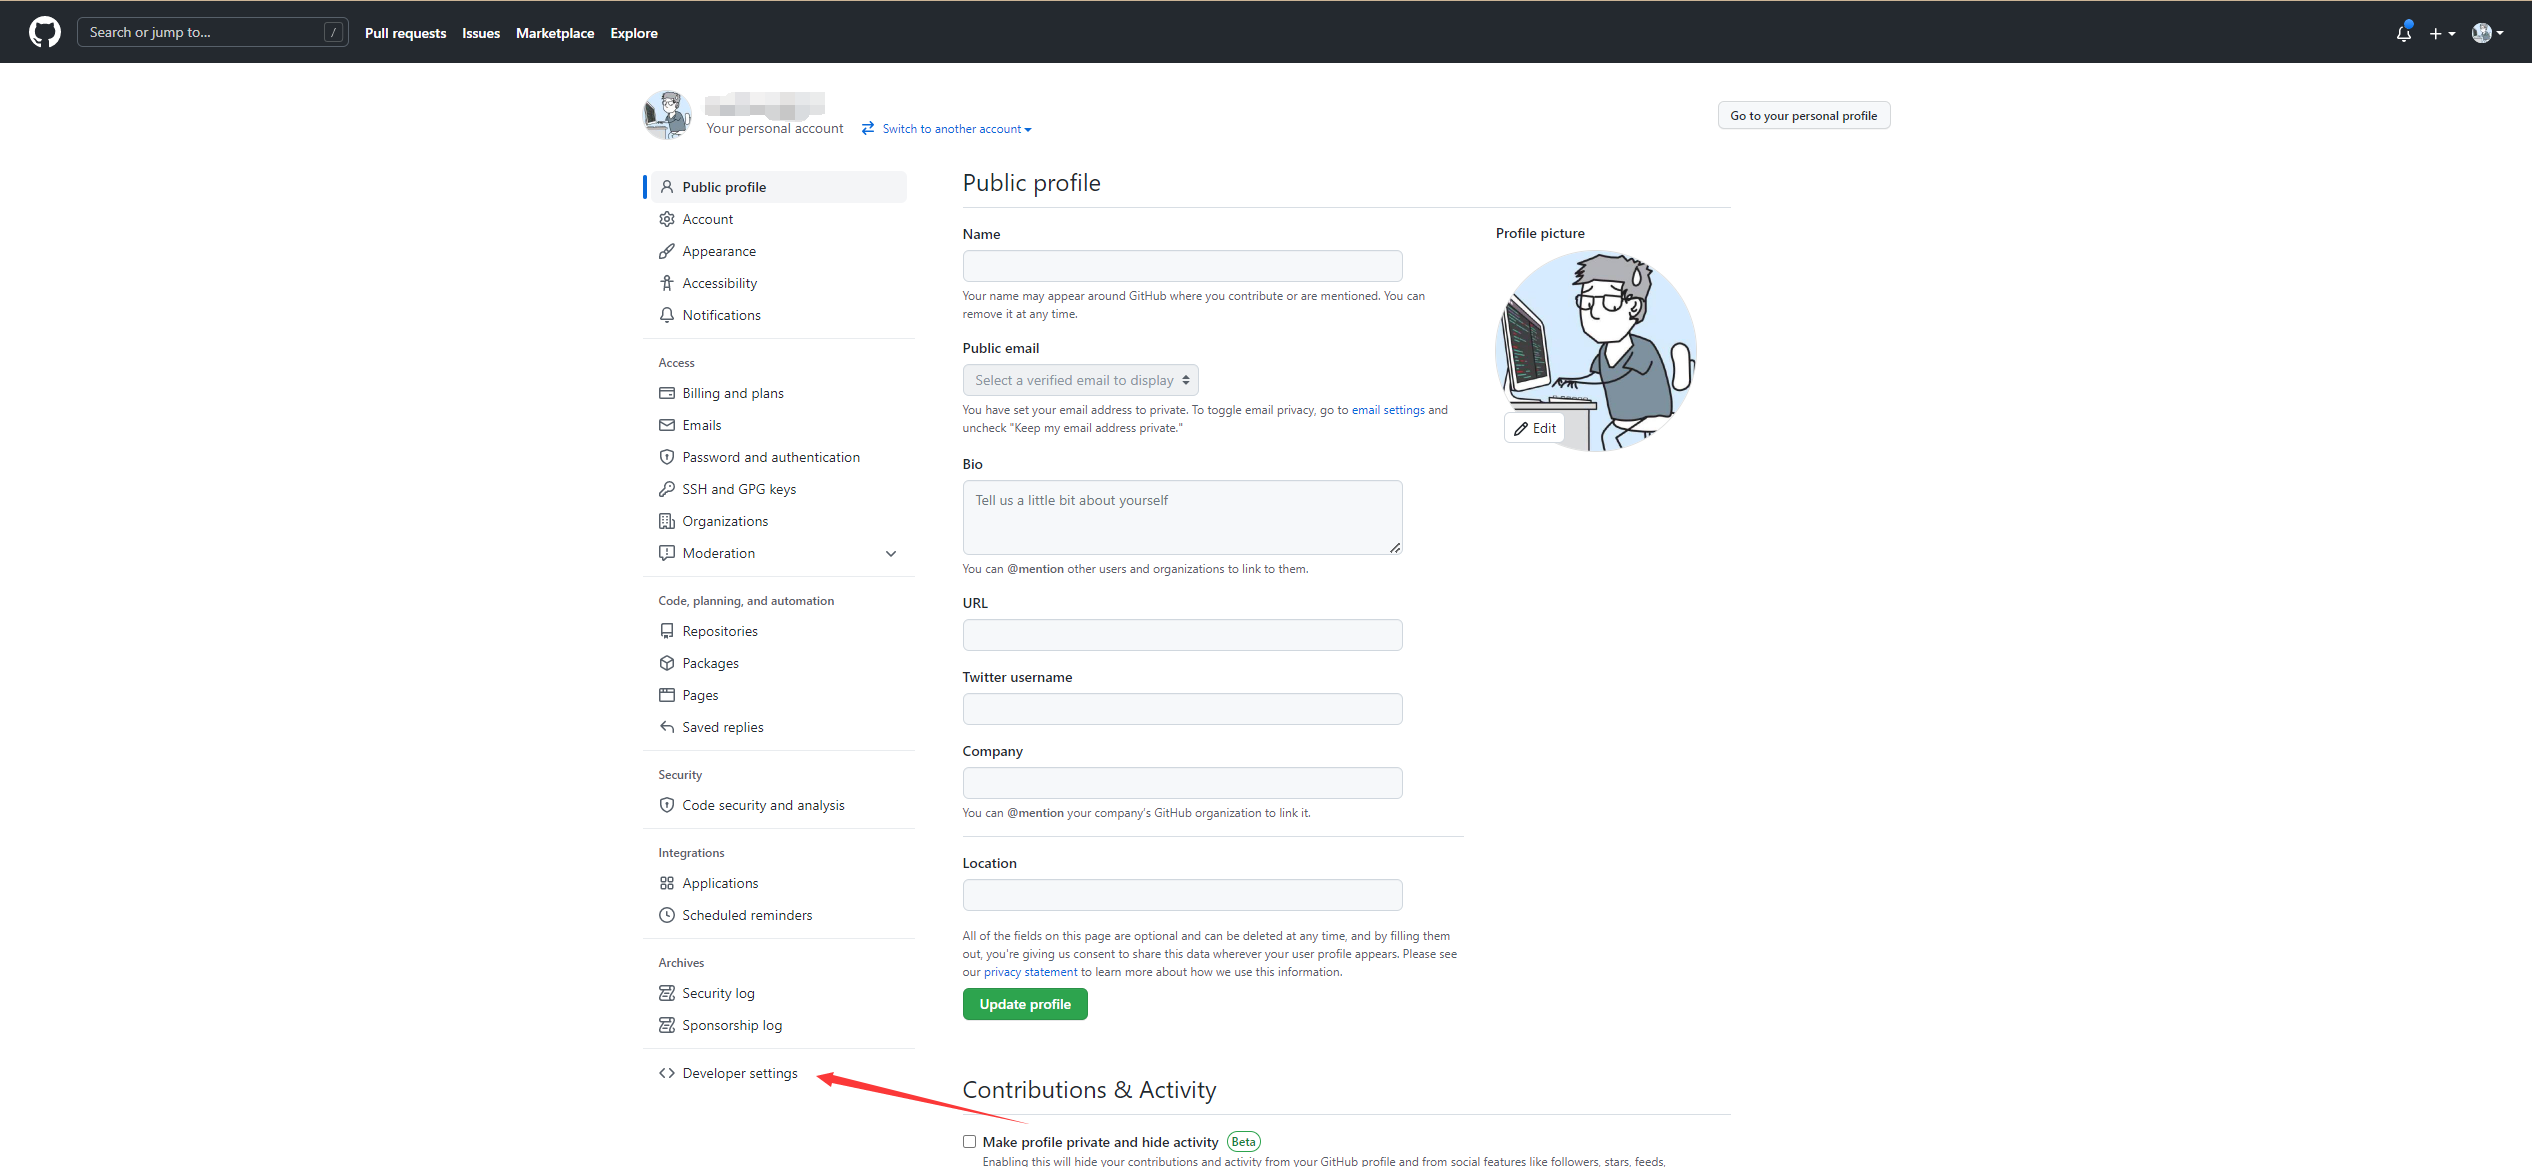 Search or jump to...
/
Pull requests
Issues
Marketplace
Explore
Your personal account
Switch to another account
Go to your personal profile
Public profile
Account
Appearance
Accessibility
Notifications
Access
Billing and plans
Emails
Password and authentication
SSH and GPG keys
Organizations
Moderation
Code, planning, and automation
Repositories
Packages
Pages
Saved replies
Security
Code security and analysis
Integrations
Applications
Scheduled reminders
Archives
Security log
Sponsorship log
Developer settings
Public profile
Name
Your name may appear around GitHub where you contribute or are mentioned. You can
remove it at any time.
Public email
Select a verified email to display
You have set your email address to private. To toggle email privacy, go to email settings and
uncheck "Keep my email address private."
Bio
Tell us a little bit about yourself
You can @mention other users and organizations to link to them.
URL
Twitter username
Company
You can @mention your company's GitHub organization to link it.
Location
All of the fields on this page are optional and can be deleted at any time, and by filling them
out, you're giving us consent to share this data wherever your user profile appears. Please see
our privacy statement to learn more about how we use this information.
Update profile
Profile picture
Edit
Contributions & Activity
Make profile private and hide activity
Beta
Enabling this will hide your contributions and activity from your GitHub profile and from social features like followers, stars, feeds,